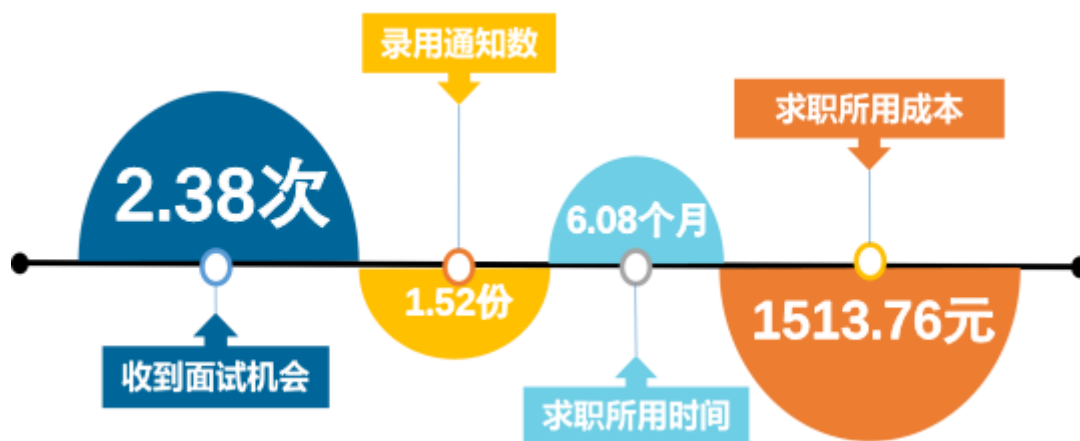 录用通知数
求职所用成本
2.38次
6.08个月
1.52份
1513.76元
收到面试机会
求职所用时间